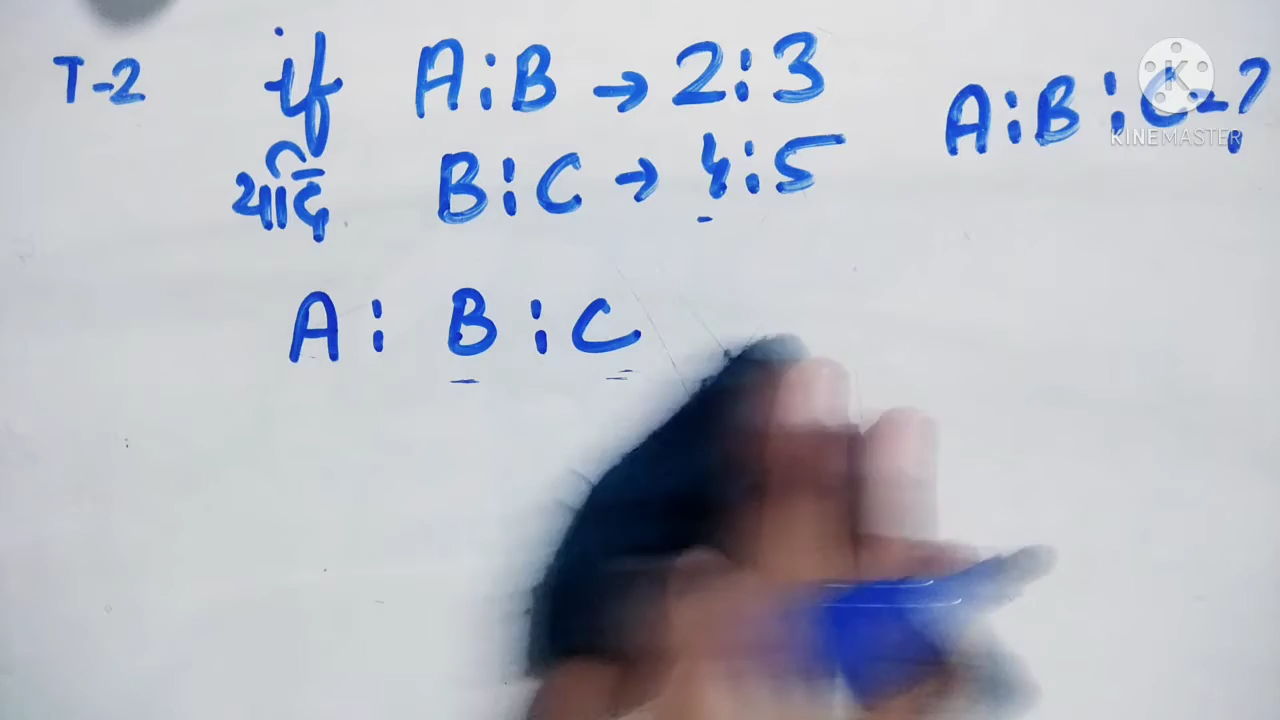 T-2 if A:B → 2:3
यदि B:C → 4:5
A:B:C-?
A : B : C
K
KINEMASTER